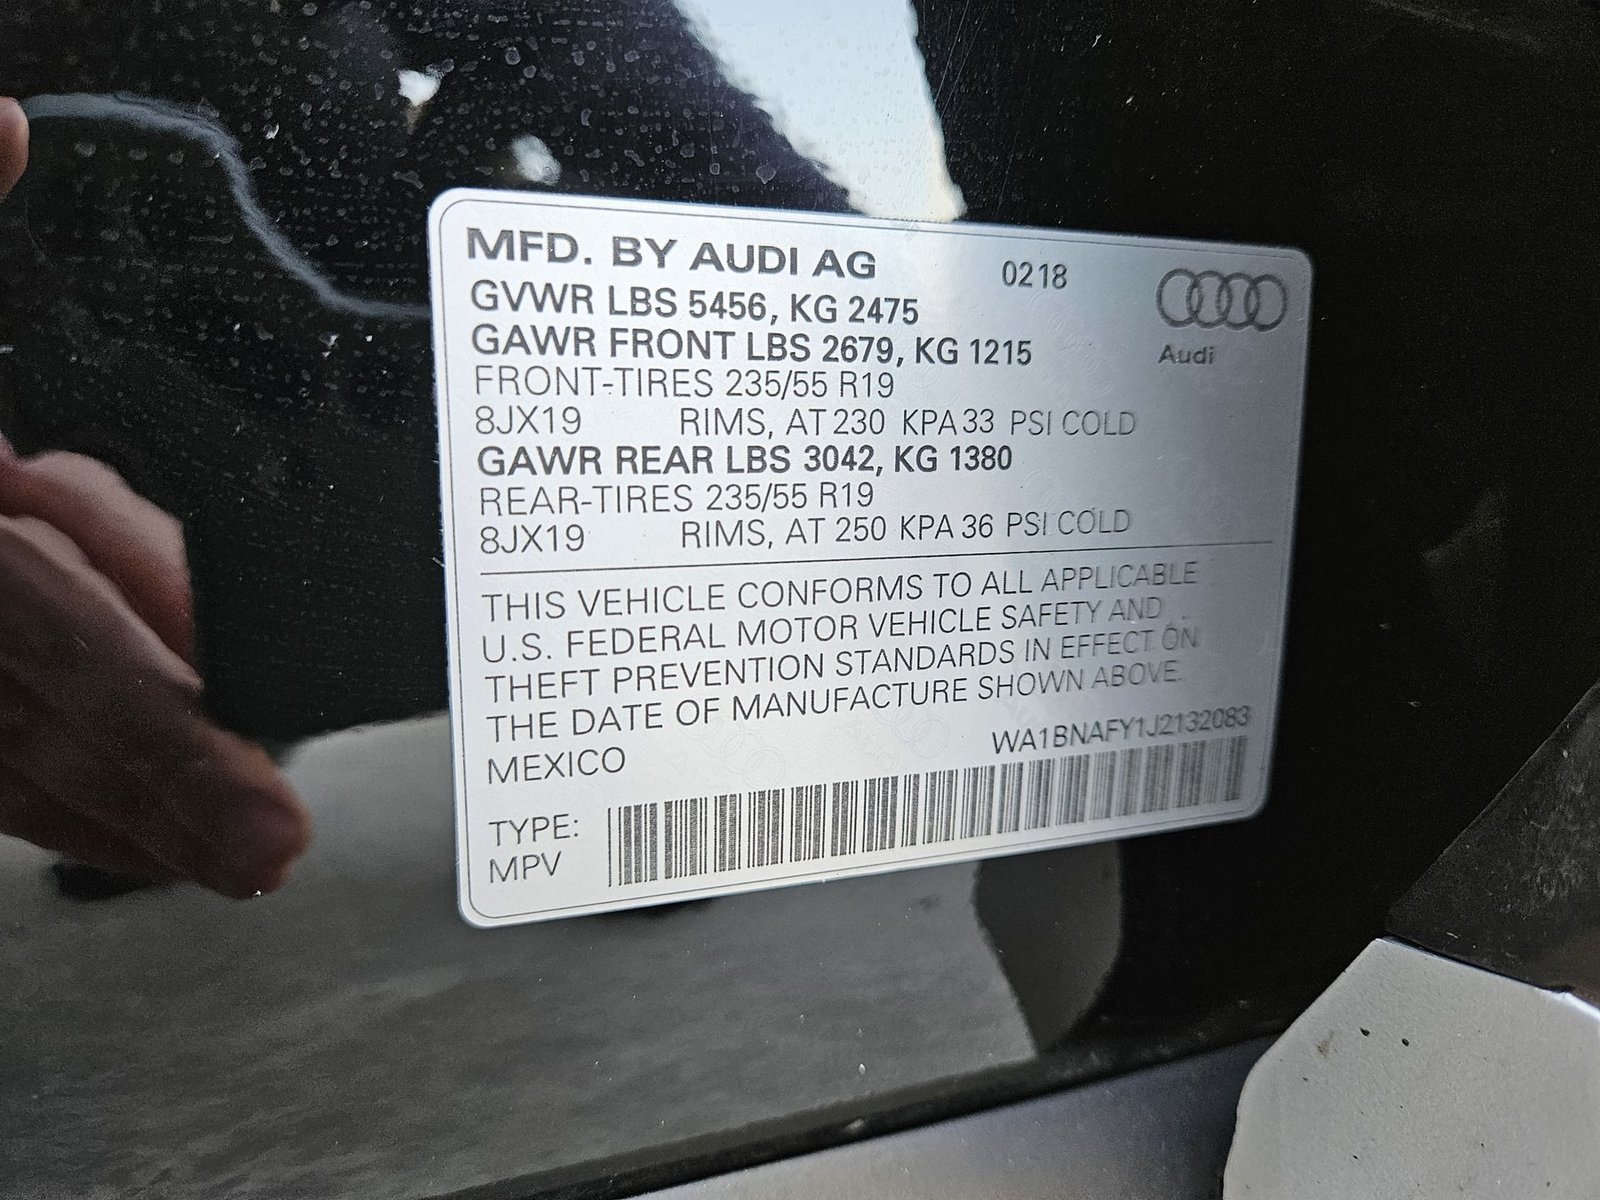 MFD. BY AUDI AG 0218
GVWR LBS 5456, KG 2475
GAWR FRONT LBS 2679, KG 1215
Audi
FRONT-TIRES 235/55 R19
8JX19 RIMS, AT 230 KPA 33 PSI COLD
GAWR REAR LBS 3042, KG 1380
REAR-TIRES 235/55 R19
8JX19 RIMS, AT 250 KPA 36 PSI COLD
THIS VEHICLE CONFORMS TO ALL APPLICABLE
U.S. FEDERAL MOTOR VEHICLE SAFETY AND
THEFT PREVENTION STANDARDS IN EFFECT ON
THE DATE OF MANUFACTURE SHOWN ABOVE.
MEXICO WA1BNAFY1J2132083
TYPE:
MPV